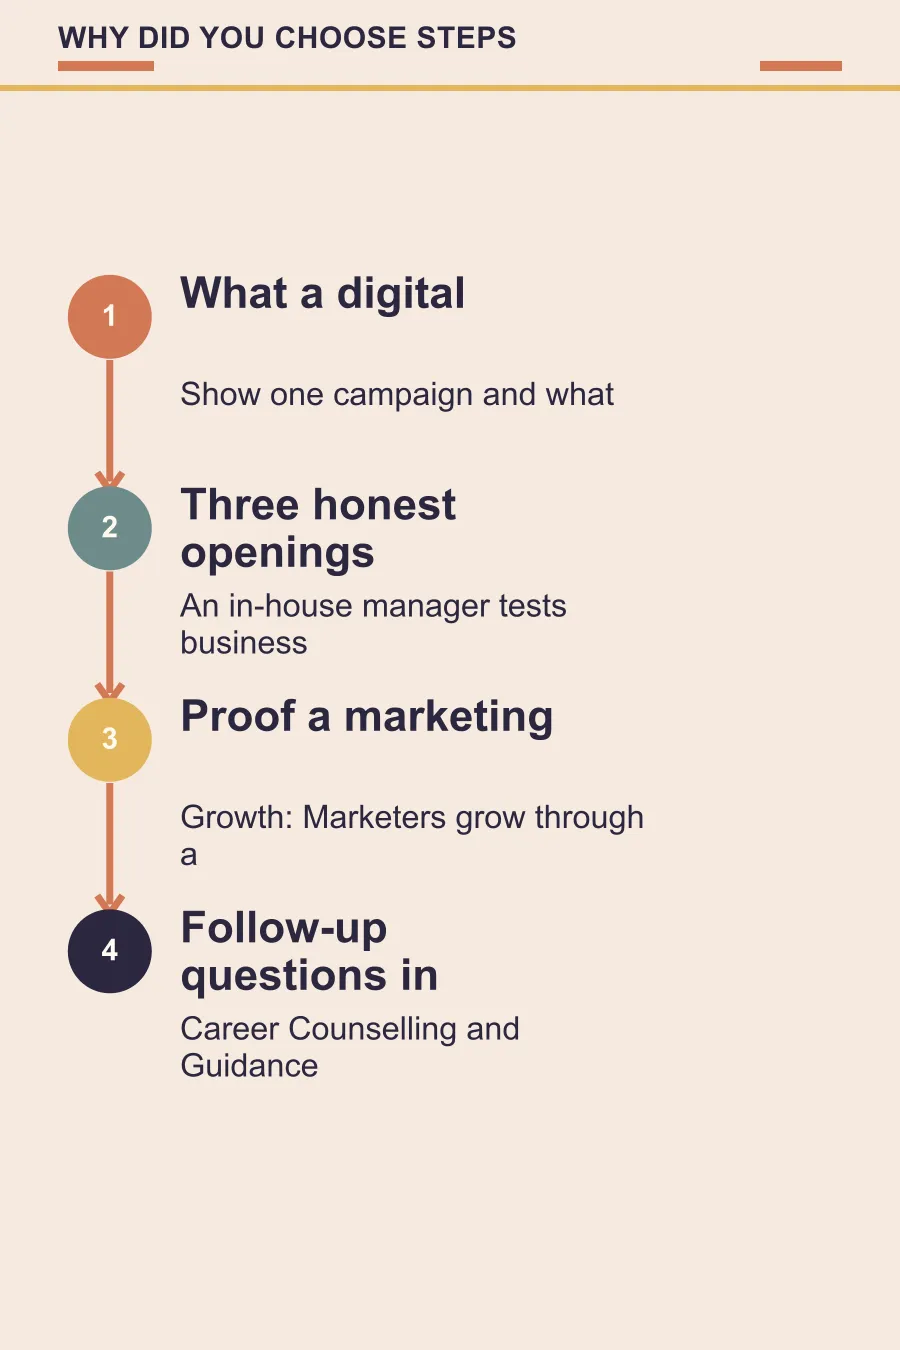 WHY DID YOU CHOOSE STEPS
1
What a digital
Show one campaign and what
2
Three honest
openings
An in-house manager tests
business
3
Proof a marketing
Growth: Marketers grow through
a
4
Follow-up
questions in
Career Counselling and
Guidance